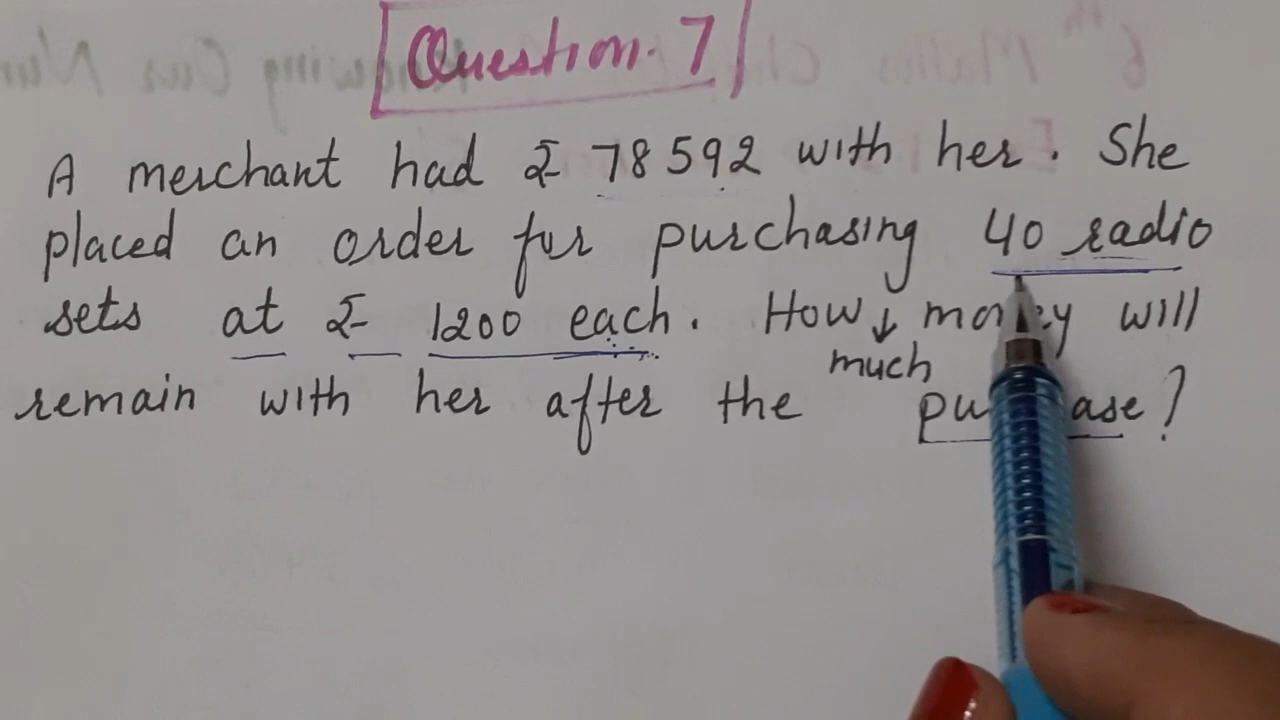 Question. 7
A merchant had ₹ 78592 with her. She
placed an order for purchasing 40 radio
sets at ₹ 1200 each. How much money will
remain with her after the purchase?